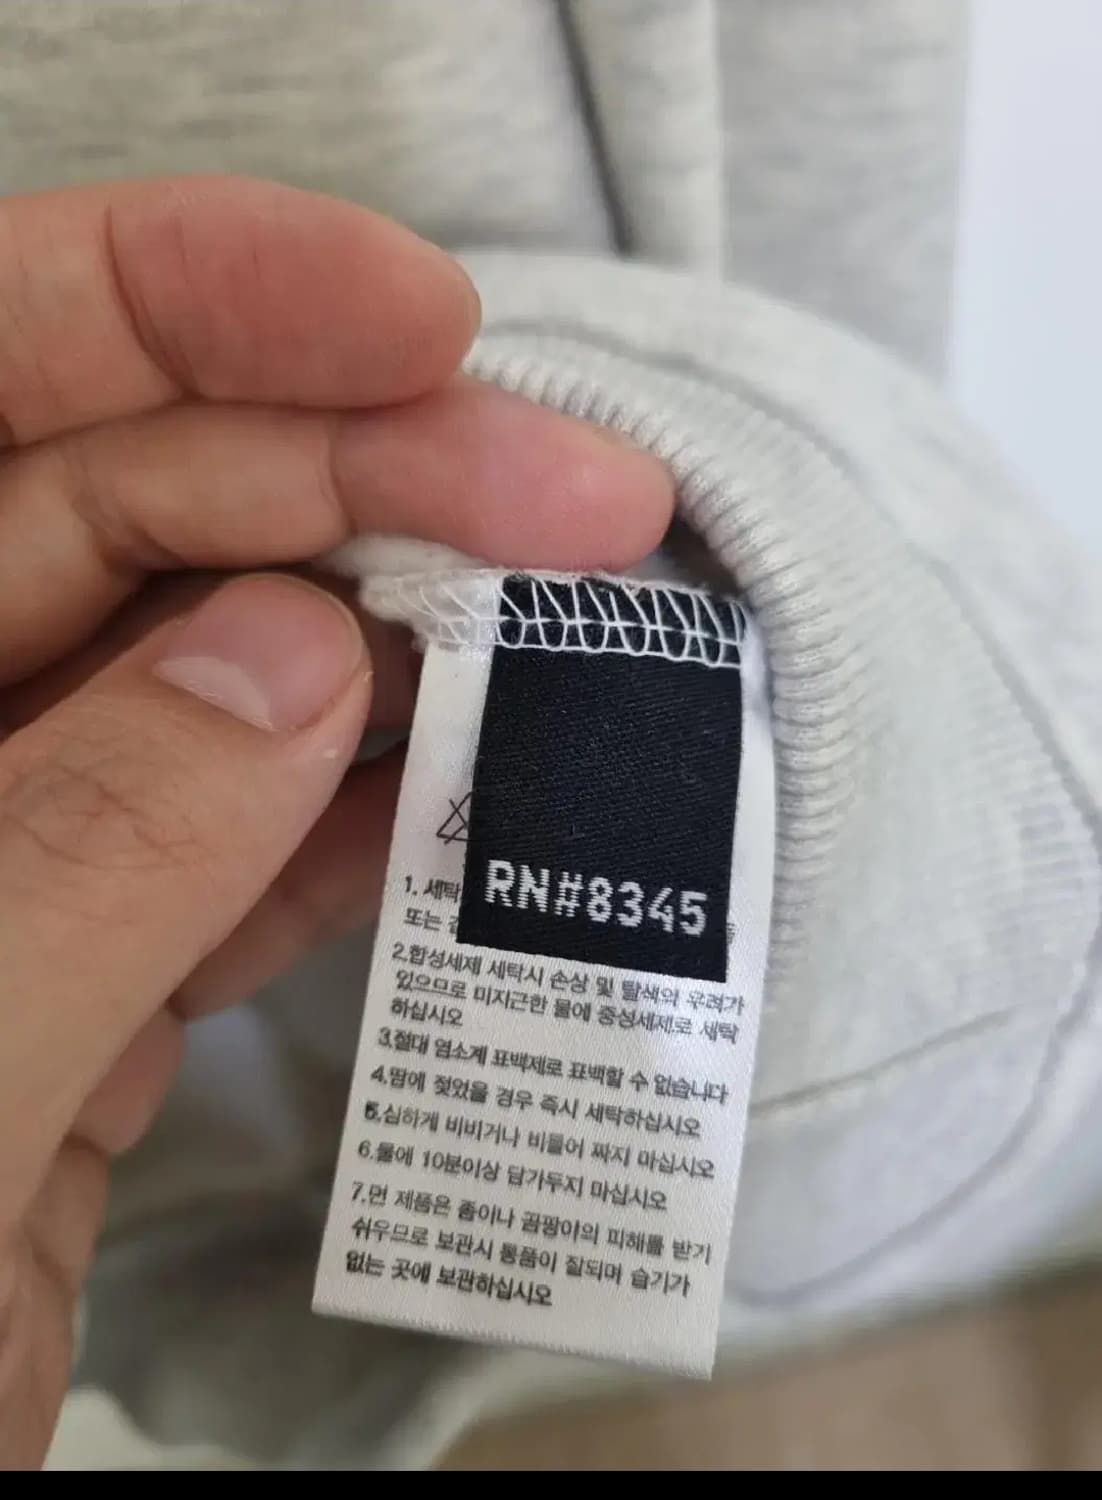 RN#8345
1. 세탁
또는
2.합성세제 세탁시 손상 및 탈색의 우려가
있으므로 미지근한 물에 중성세제로 세탁
하십시오
3.절대 염소계 표백제로 표백할 수 없습니다
4.땀에 젖었을 경우 즉시 세탁하십시오
5.심하게 비비거나 비틀어 짜지 마십시오
6.물에 10분이상 담가두지 마십시오
7.면 제품은 좀이나 곰팡이의 피해를 받기
쉬우므로 보관시 통풍이 잘되며 습기가
없는 곳에 보관하십시오